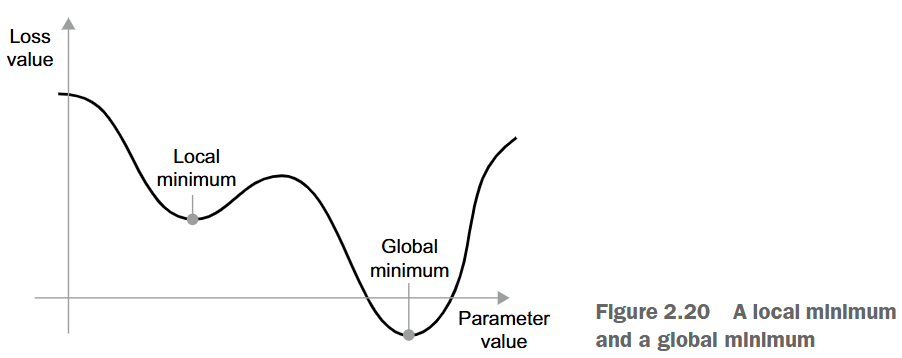 Loss
value
Local
minimum
Global
minimum
Parameter
value
Figure 2.20 A local minimum
and a global minimum